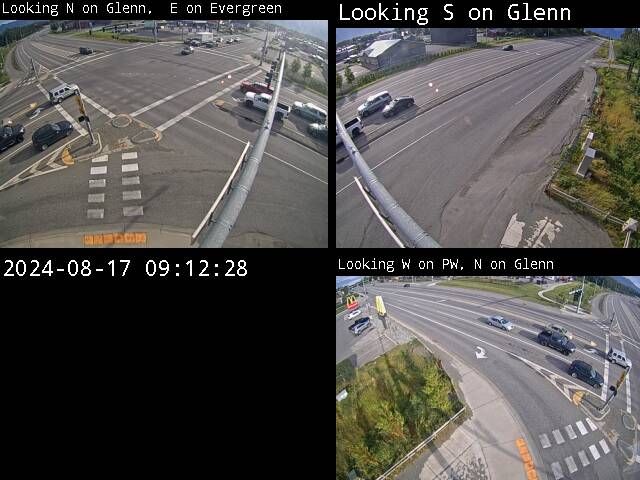 Looking N on Glenn, E on Evergreen
Looking S on Glenn
2024-08-17 09:12:28
Looking W on PW, N on Glenn